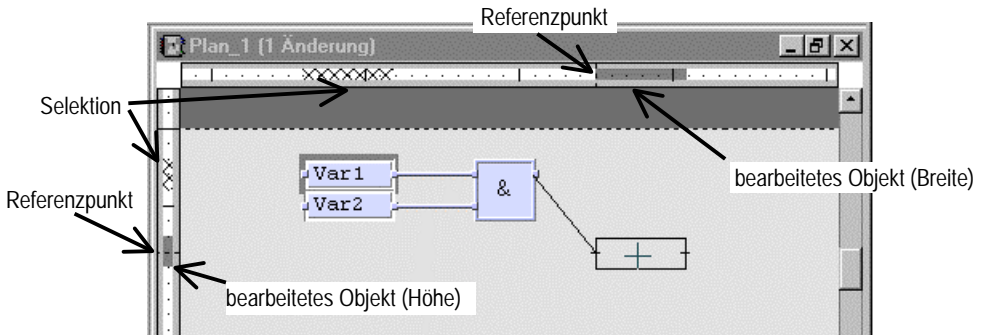 Referenzpunkt
Plan_1 (1 Änderung)
Selektion
Var1
Var2
&
bearbeitetes Objekt (Breite)
Referenzpunkt
bearbeitetes Objekt (Höhe)